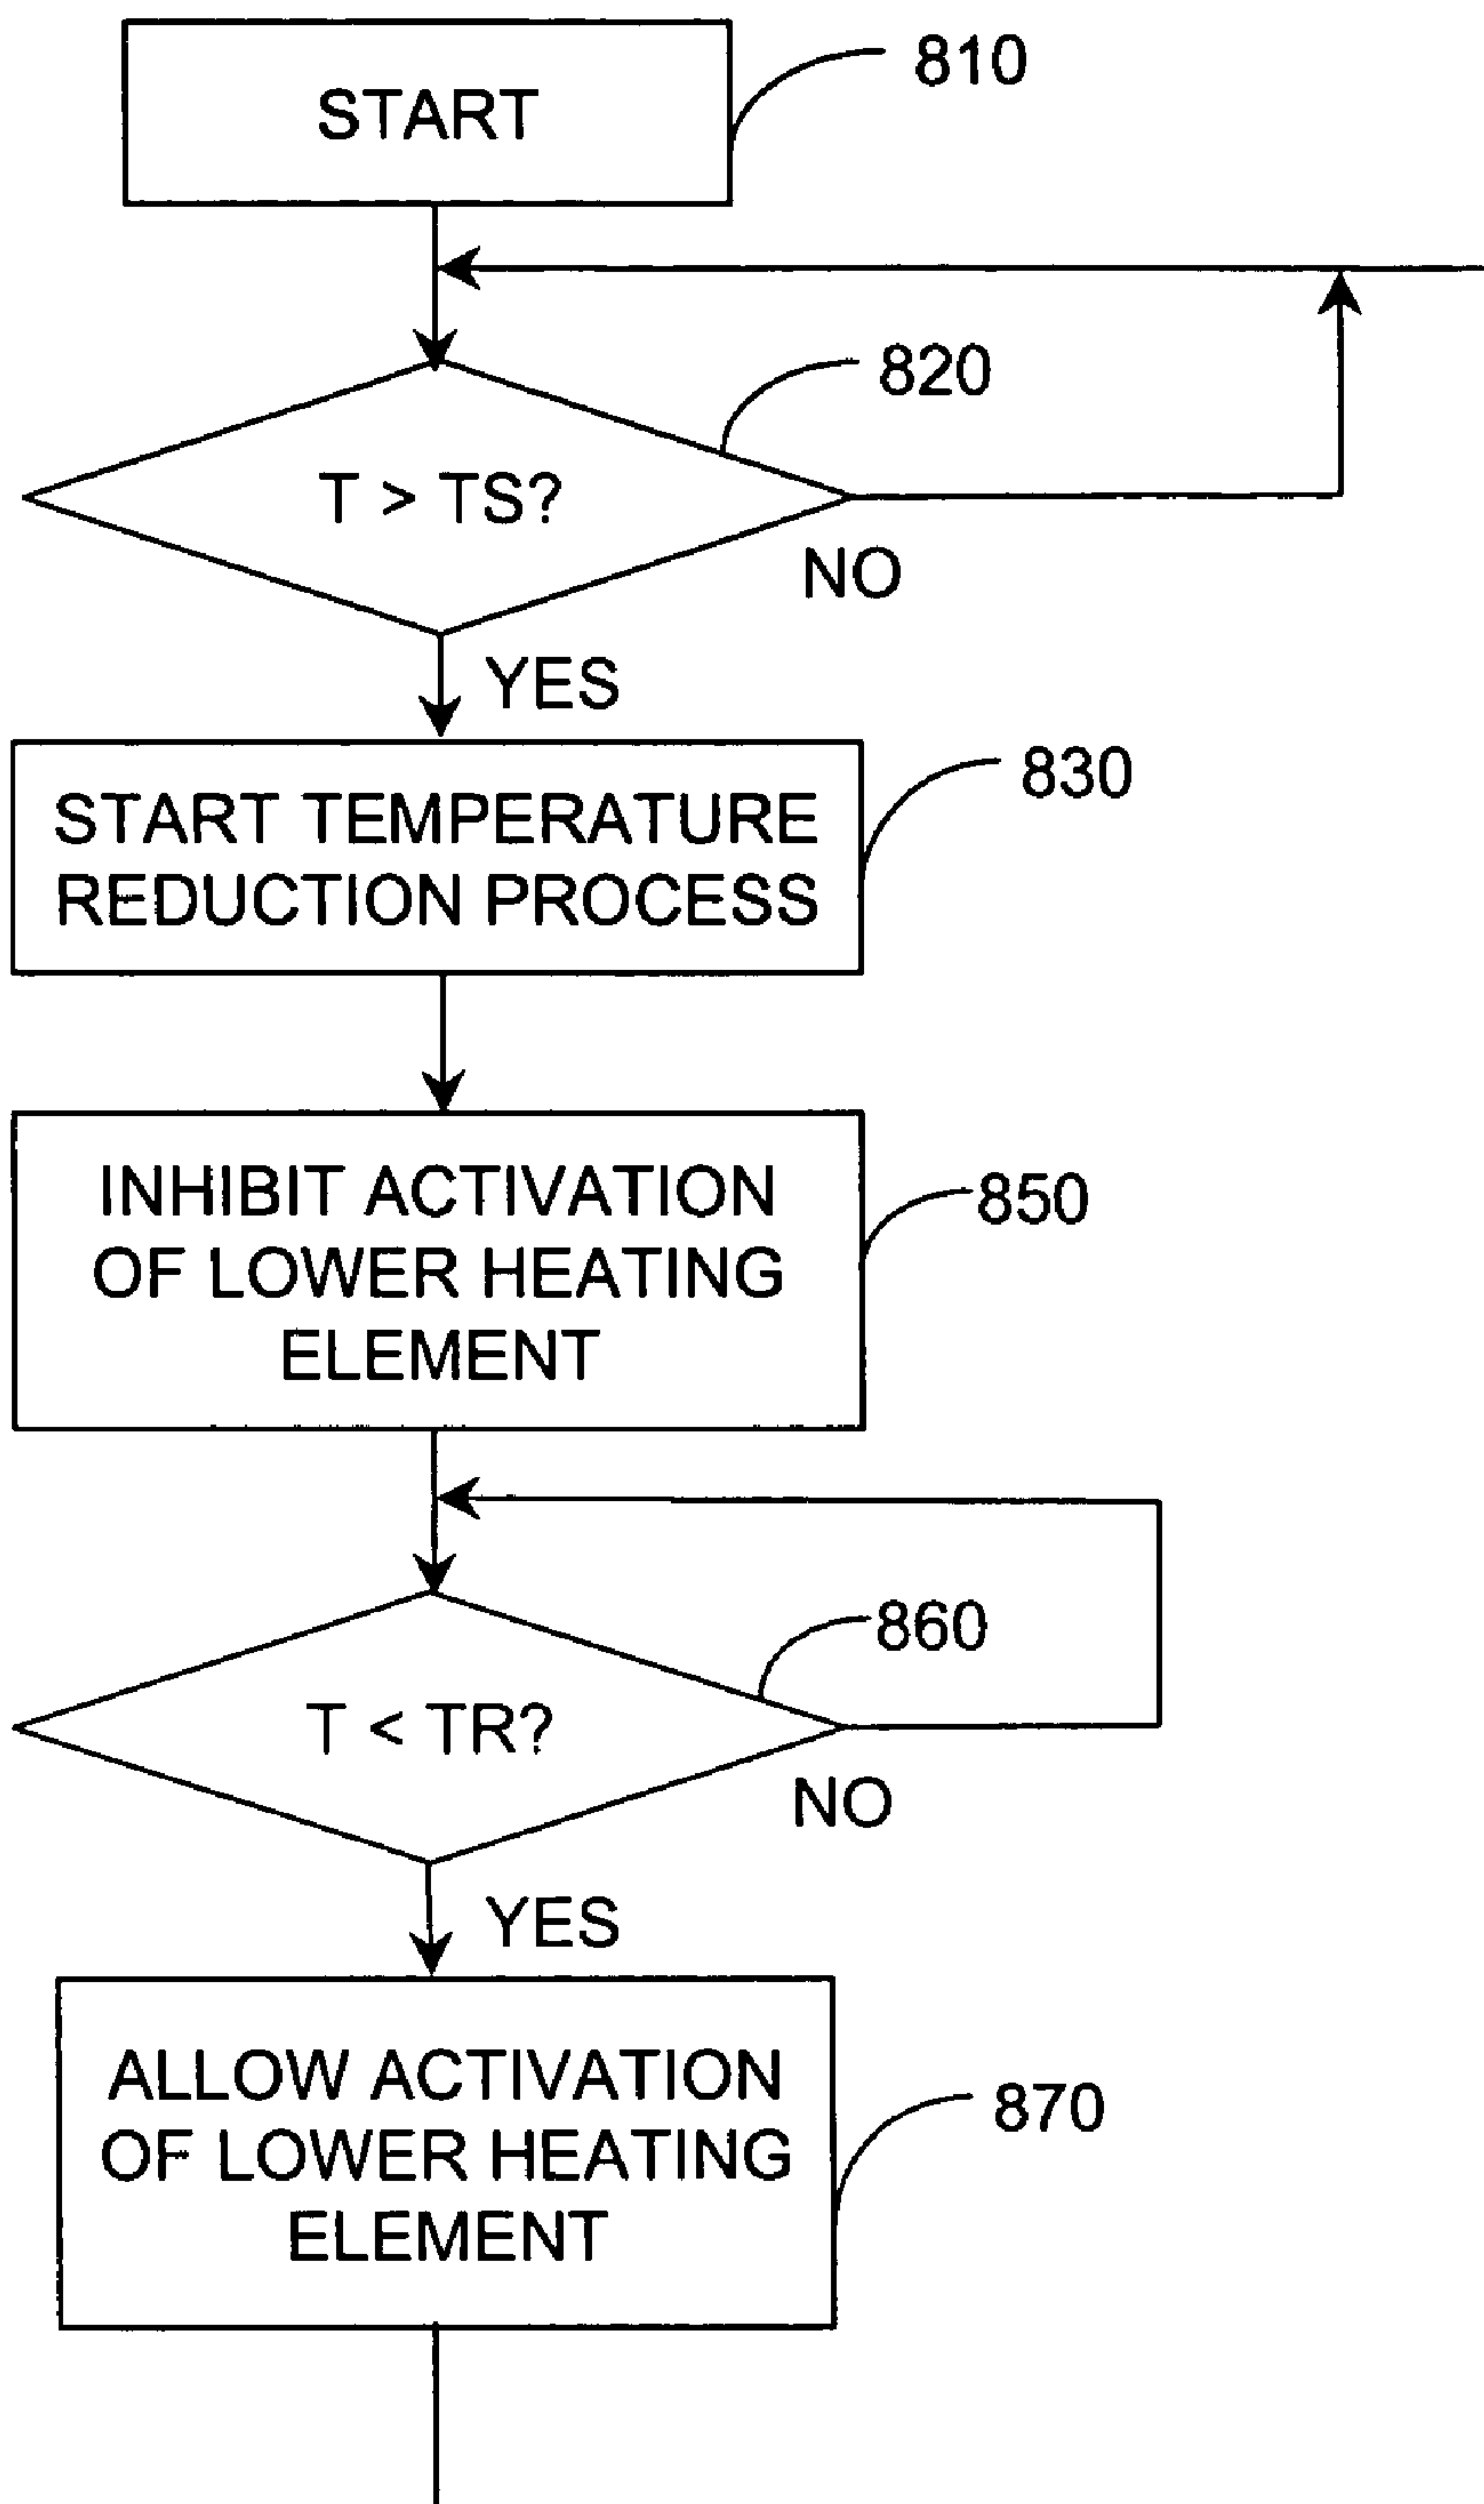 START
810
820
T > TS?
NO
YES
START TEMPERATURE
REDUCTION PROCESS
830
INHIBIT ACTIVATION
OF LOWER HEATING
ELEMENT
850
860
T < TR?
NO
YES
ALLOW ACTIVATION
OF LOWER HEATING
ELEMENT
870